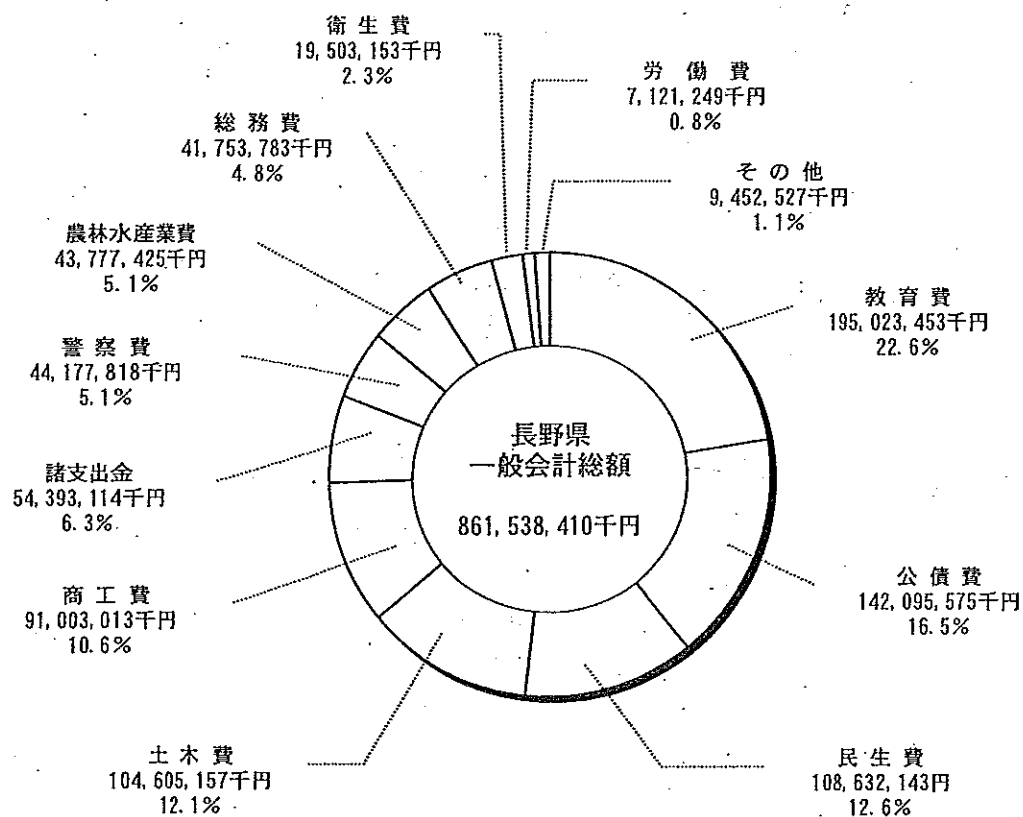 衛生費
19,503,153千円
2.3%
労働費
7,121,249千円
0.8%
総務費
41,753,783千円
4.8%
その他
9,452,527千円
1.1%
農林水産業費
43,777,425千円
5.1%
教育費
195,023,453千円
22.6%
警察費
44,177,818千円
5.1%
長野県
一般会計総額
861,538,410千円
諸支出金
54,393,114千円
6.3%
公債費
142,095,575千円
16.5%
商工費
91,003,013千円
10.6%
土木費
104,605,157千円
12.1%
民生費
108,632,143円
12.6%